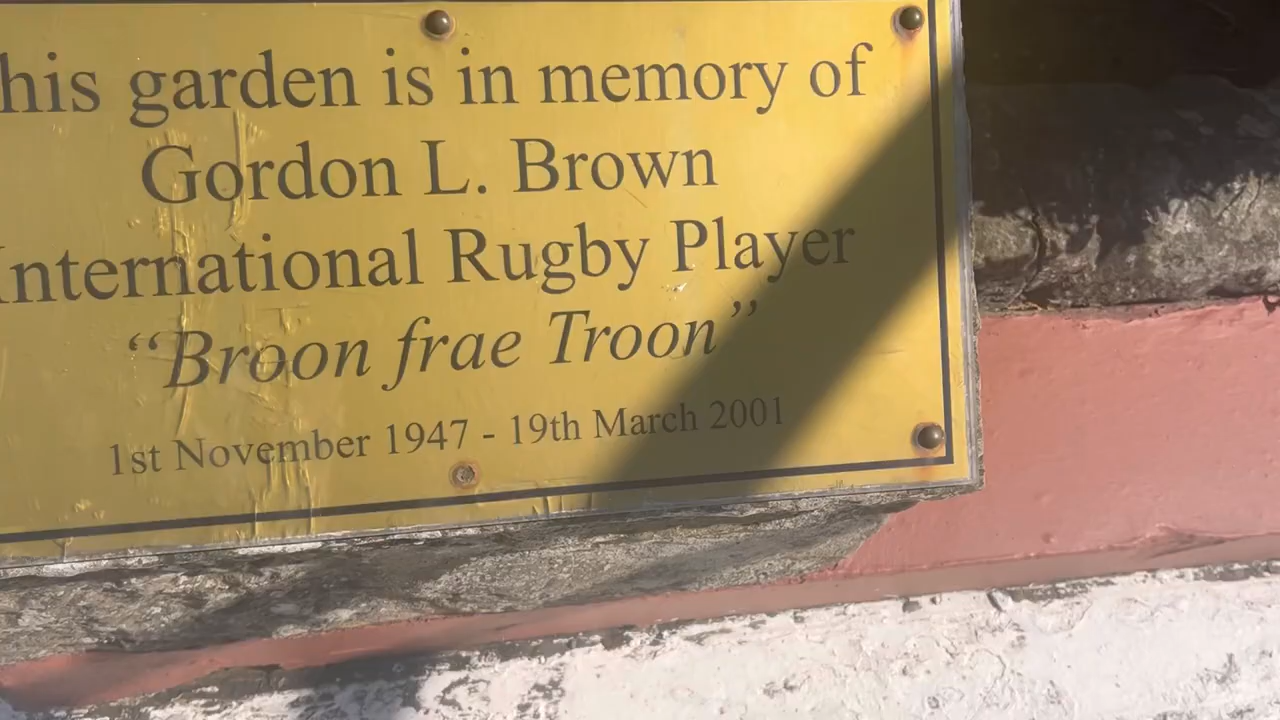 his garden is in memory of
Gordon L. Brown
International Rugby Player
“Broon frae Troon”
1st November 1947 - 19th March 2001